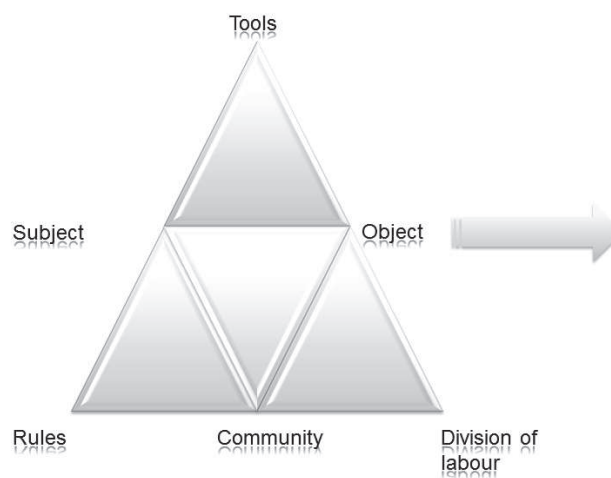 Tools
Subject
Object
Rules
Community
Division of
labour